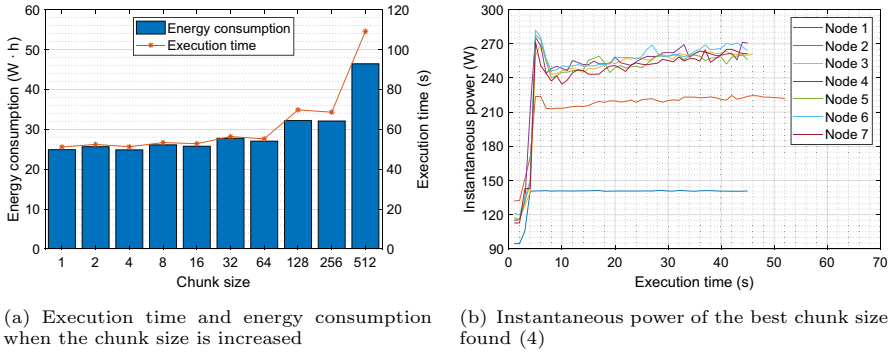 60
50
40
30
20
10
0
Energy consumption (W · h)
Energy consumption
Execution time
120
100
80
60
40
20
0
Execution time (s)
1 2 4 8 16 32 64 128 256 512
Chunk size
(a) Execution time and energy consumption
when the chunk size is increased
300
270
240
210
180
150
120
90
Instantaneous power (W)
Node 1
Node 2
Node 3
Node 4
Node 5
Node 6
Node 7
0 10 20 30 40 50 60 70
Execution time (s)
(b) Instantaneous power of the best chunk size
found (4)